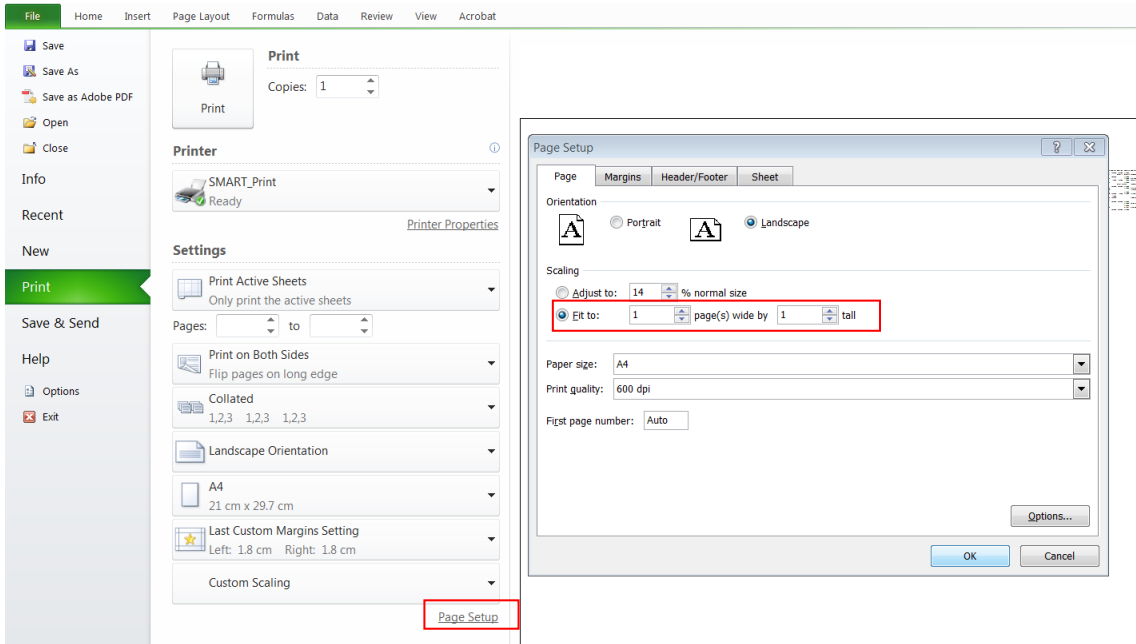 File Home Insert Page Layout Formulas Data Review View Acrobat
Save
Save As
Save as Adobe PDF
Open
Close
Info
Recent
New
Print
Save & Send
Help
Options
Exit
Print
Print
Copies: 1
Printer
SMART_Print
Ready
Printer Properties
Settings
Print Active Sheets
Only print the active sheets
Pages: to
Print on Both Sides
Flip pages on long edge
Collated
1,2,3 1,2,3 1,2,3
Landscape Orientation
A4
21 cm x 29.7 cm
Last Custom Margins Setting
Left: 1.8 cm Right: 1.8 cm
Custom Scaling
Page Setup
Page Setup
Page Margins Header/Footer Sheet
Orientation
A Portrait A Landscape
Scaling
Adjust to: 14 % normal size
Fit to: 1 page(s) wide by 1 tall
Paper size: A4
Print quality: 600 dpi
First page number: Auto
Options...
OK Cancel